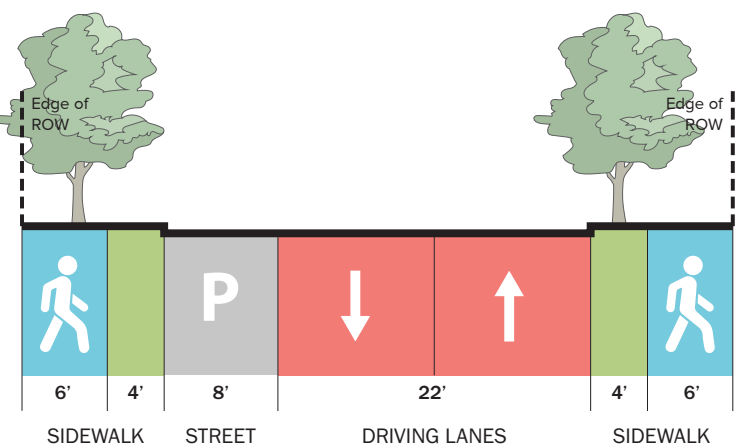 Edge of
ROW
Edge of
ROW
P
6' 4' 8' 22' 4' 6'
SIDEWALK STREET DRIVING LANES SIDEWALK